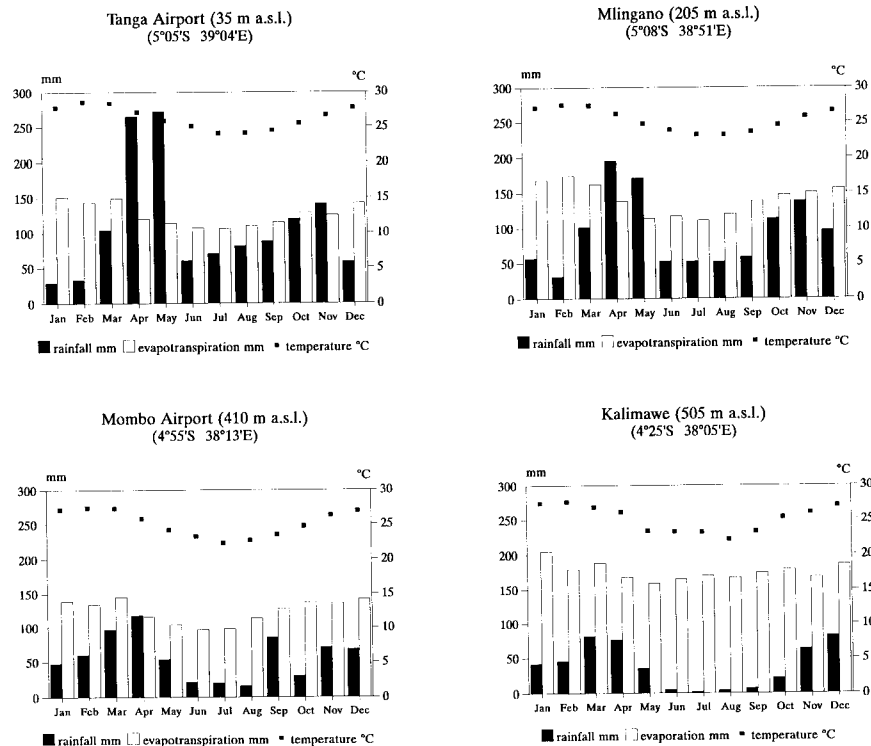 Tanga Airport (35 m a.s.l.)
(5°05'S 39°04'E)
mm °C
300 30
250 25
200 20
150 15
100 10
50 5
0 0
Jan Feb Mar Apr May Jun Jul Aug Sep Oct Nov Dec
rainfall mm evapotranspiration mm temperature °C
Mlingano (205 m a.s.l.)
(5°08'S 38°51'E)
mm °C
300 30
250 25
200 20
150 15
100 10
50 5
0 0
Jan Feb Mar Apr May Jun Jul Aug Sep Oct Nov Dec
rainfall mm evapotranspiration mm temperature °C
Mombo Airport (410 m a.s.l.)
(4°55'S 38°13'E)
mm °C
300 30
250 25
200 20
150 15
100 10
50 5
0 0
Jan Feb Mar Apr May Jun Jul Aug Sep Oct Nov Dec
rainfall mm evapotranspiration mm temperature °C
Kalimawe (505 m a.s.l.)
(4°25'S 38°05'E)
mm °C
300 30
250 25
200 20
150 15
100 10
50 5
0 0
Jan Feb Mar Apr May Jun Jul Aug Sep Oct Nov Dec
rainfall mm evaporation mm temperature °C